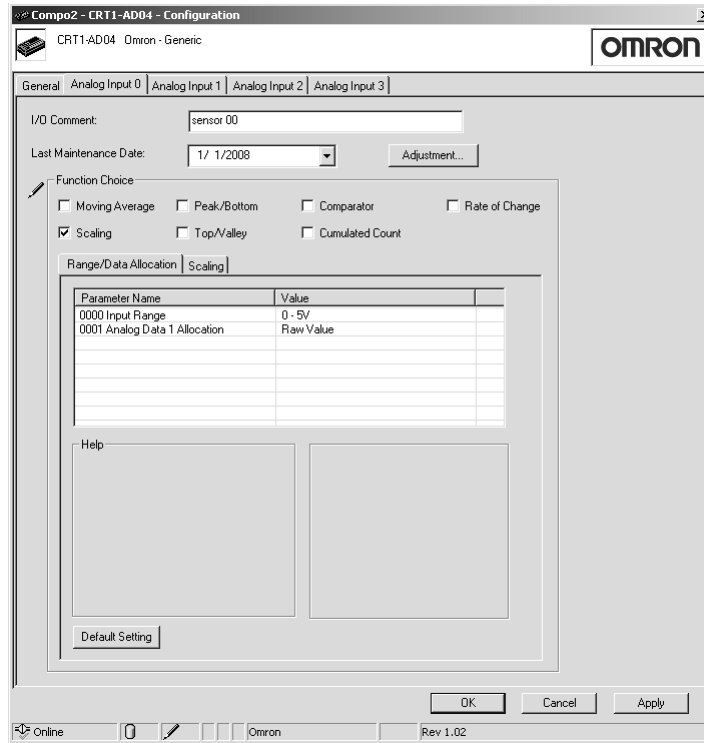 Compo2 - CRT1-AD04 - Configuration
CRT1-AD04 Omron - Generic
OMRON
General Analog Input 0 Analog Input 1 Analog Input 2 Analog Input 3
I/O Comment: sensor 00
Last Maintenance Date: 1/ 1/2008 Adjustment...
Function Choice
Moving Average Peak/Bottom Comparator Rate of Change
Scaling Top/Valley Cumulated Count
Range/Data Allocation Scaling
Parameter Name Value
0000 Input Range 0 - 5V
0001 Analog Data 1 Allocation Raw Value
Help
Default Setting
OK Cancel Apply
Online Omron Rev 1.02